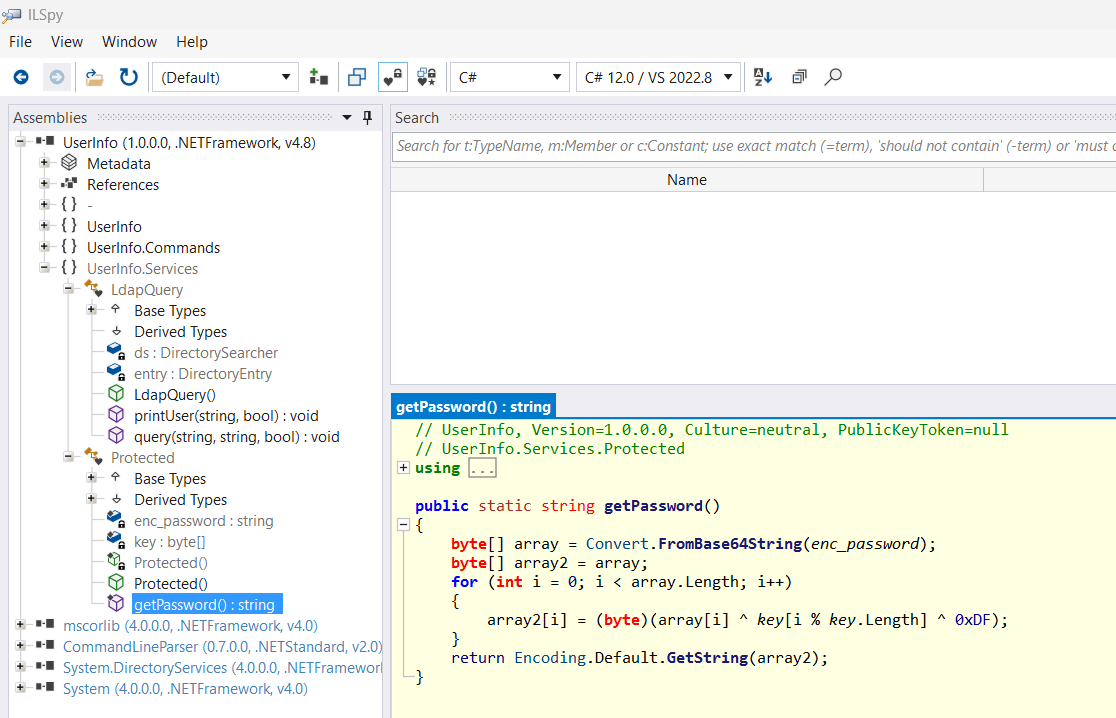 ILSpy
File View Window Help
(Default) C# C# 12.0 / VS 2022.8
Assemblies
UserInfo (1.0.0.0, .NETFramework, v4.8)
Metadata
References
{ } -
{ } UserInfo
{ } UserInfo.Commands
{ } UserInfo.Services
LdapQuery
Base Types
Derived Types
ds : DirectorySearcher
entry : DirectoryEntry
LdapQuery()
printUser(string, bool) : void
query(string, string, bool) : void
Protected
Base Types
Derived Types
enc_password : string
key : byte[]
Protected()
Protected()
getPassword() : string
mscorlib (4.0.0.0, .NETFramework, v4.0)
CommandLineParser (0.7.0.0, .NETStandard, v2.0)
System.DirectoryServices (4.0.0.0, .NETFramework
System (4.0.0.0, .NETFramework, v4.0)
Search
Search for t:TypeName, m:Member or c:Constant; use exact match (=term), 'should not contain' (-term) or 'must
Name
getPassword() : string
// UserInfo, Version=1.0.0.0, Culture=neutral, PublicKeyToken=null
// UserInfo.Services.Protected
using ...
public static string getPassword()
{
byte[] array = Convert.FromBase64String(enc_password);
byte[] array2 = array;
for (int i = 0; i < array.Length; i++)
{
array2[i] = (byte)(array[i] ^ key[i % key.Length] ^ 0xDF);
}
return Encoding.Default.GetString(array2);
}